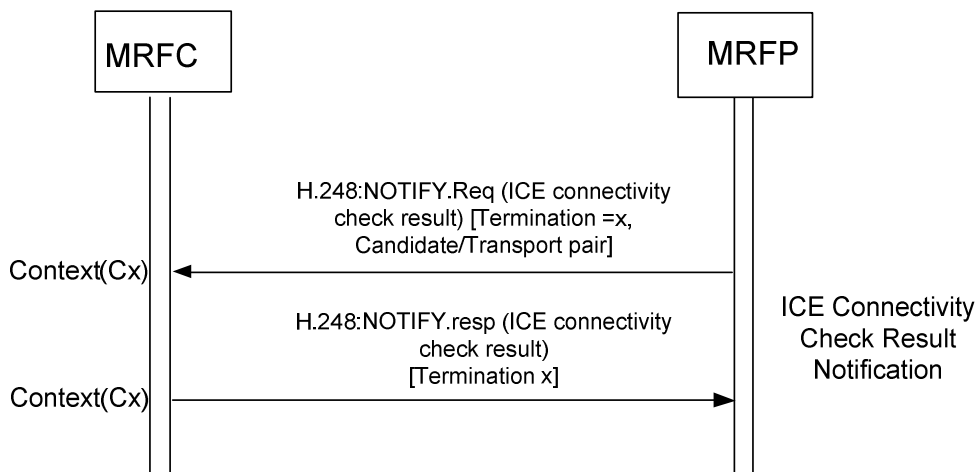 MRFC
MRFP
H.248:NOTIFY.Req (ICE connectivity
check result) [Termination =x,
Candidate/Transport pair]
Context(Cx)
H.248:NOTIFY.resp (ICE connectivity
check result)
[Termination x]
Context(Cx)
ICE Connectivity
Check Result
Notification